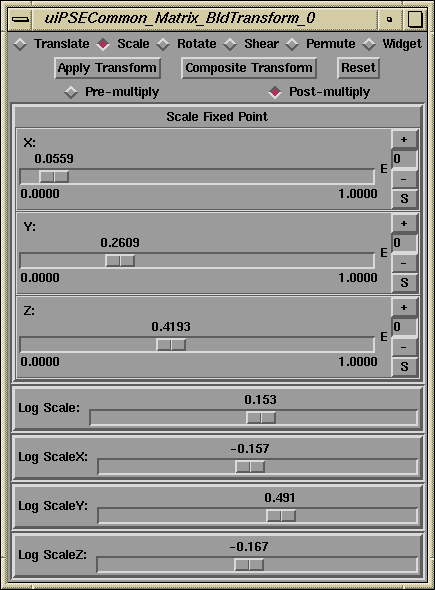 uiPSECommon_Matrix_BldTransform_0
Translate Scale Rotate Shear Permute Widget
Apply Transform Composite Transform Reset
Pre-multiply Post-multiply
Scale Fixed Point
X:
0.0559
0.0000 1.0000
E
+
0
-
S
Y:
0.2609
0.0000 1.0000
E
+
0
-
S
Z:
0.4193
0.0000 1.0000
E
+
0
-
S
Log Scale: 0.153
Log ScaleX: -0.157
Log ScaleY: 0.491
Log ScaleZ: -0.167